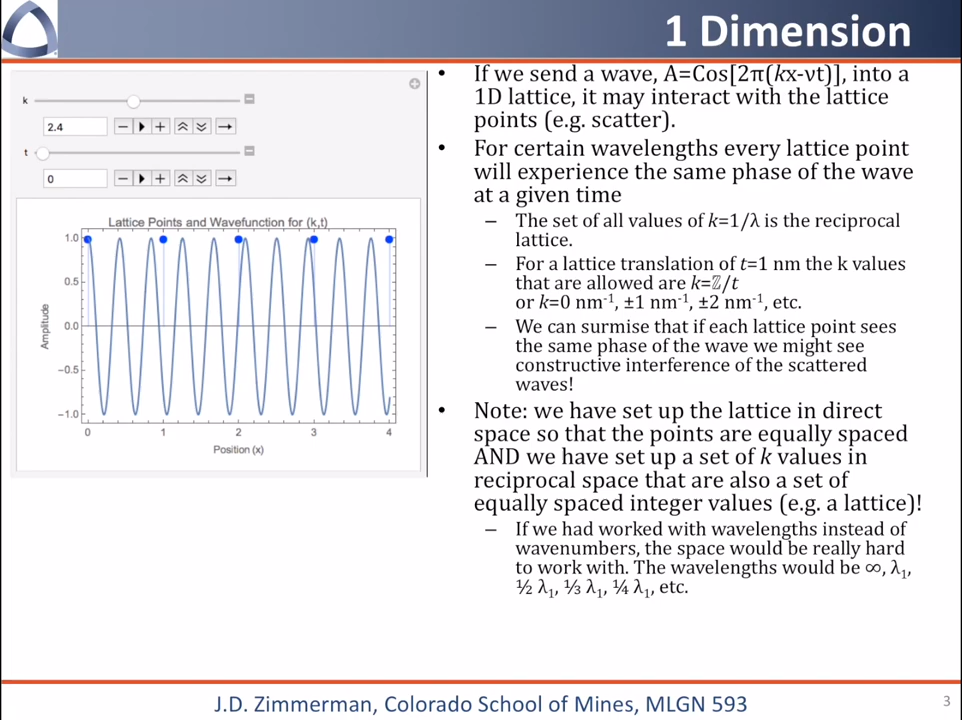 1 Dimension
k
2.4
t
0
Lattice Points and Wavefunction for (k,t)
1.0
0.5
0.0
−0.5
−1.0
Amplitude
0 1 2 3 4
Position (x)
• If we send a wave, A=Cos[2π(kx-νt)], into a
1D lattice, it may interact with the lattice
points (e.g. scatter).
• For certain wavelengths every lattice point
will experience the same phase of the wave
at a given time
– The set of all values of k=1/λ is the reciprocal
lattice.
– For a lattice translation of t=1 nm the k values
that are allowed are k=ℤ/t
or k=0 nm⁻¹, ±1 nm⁻¹, ±2 nm⁻¹, etc.
– We can surmise that if each lattice point sees
the same phase of the wave we might see
constructive interference of the scattered
waves!
• Note: we have set up the lattice in direct
space so that the points are equally spaced
AND we have set up a set of k values in
reciprocal space that are also a set of
equally spaced integer values (e.g. a lattice)!
– If we had worked with wavelengths instead of
wavenumbers, the space would be really hard
to work with. The wavelengths would be ∞, λ₁,
½ λ₁, ⅓ λ₁, ¼ λ₁, etc.
J.D. Zimmerman, Colorado School of Mines, MLGN 593
3